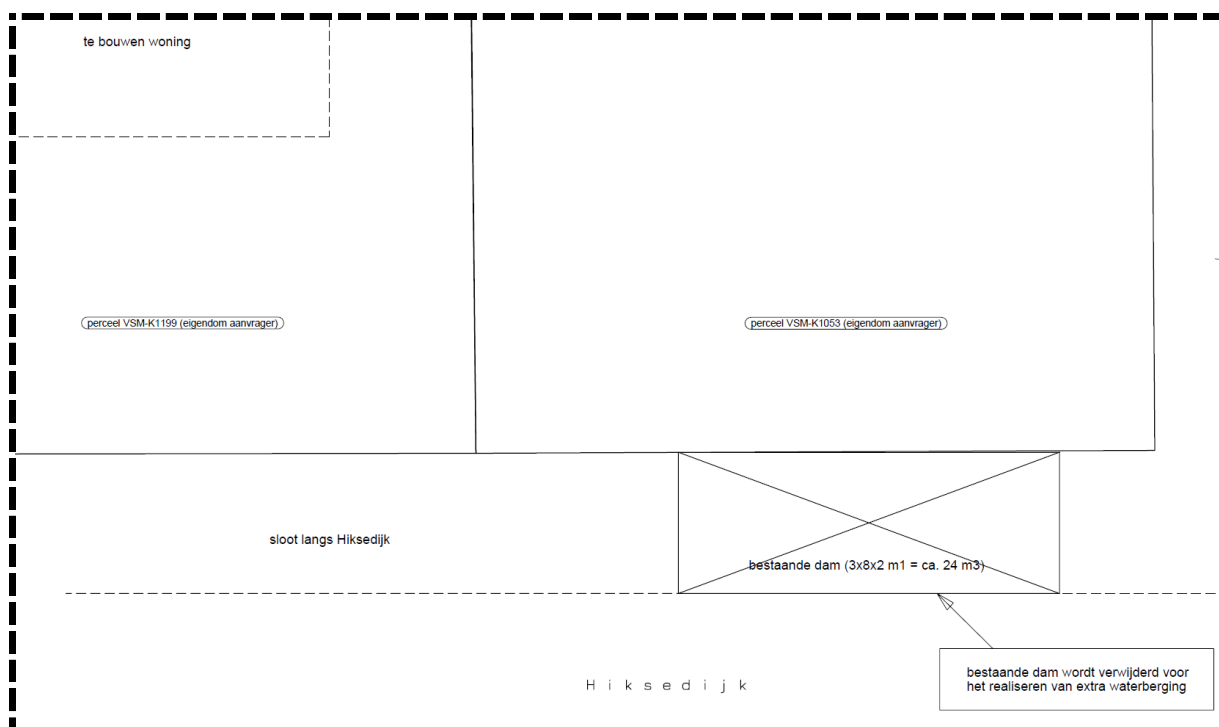 te bouwen woning
perceel VSM-K1199 (eigendom aanvrager)
perceel VSM-K1053 (eigendom aanvrager)
sloot langs Hiksedijk
bestaande dam (3x8x2 m1 = ca. 24 m3)
bestaande dam wordt verwijderd voor
het realiseren van extra waterberging
Hiksedijk